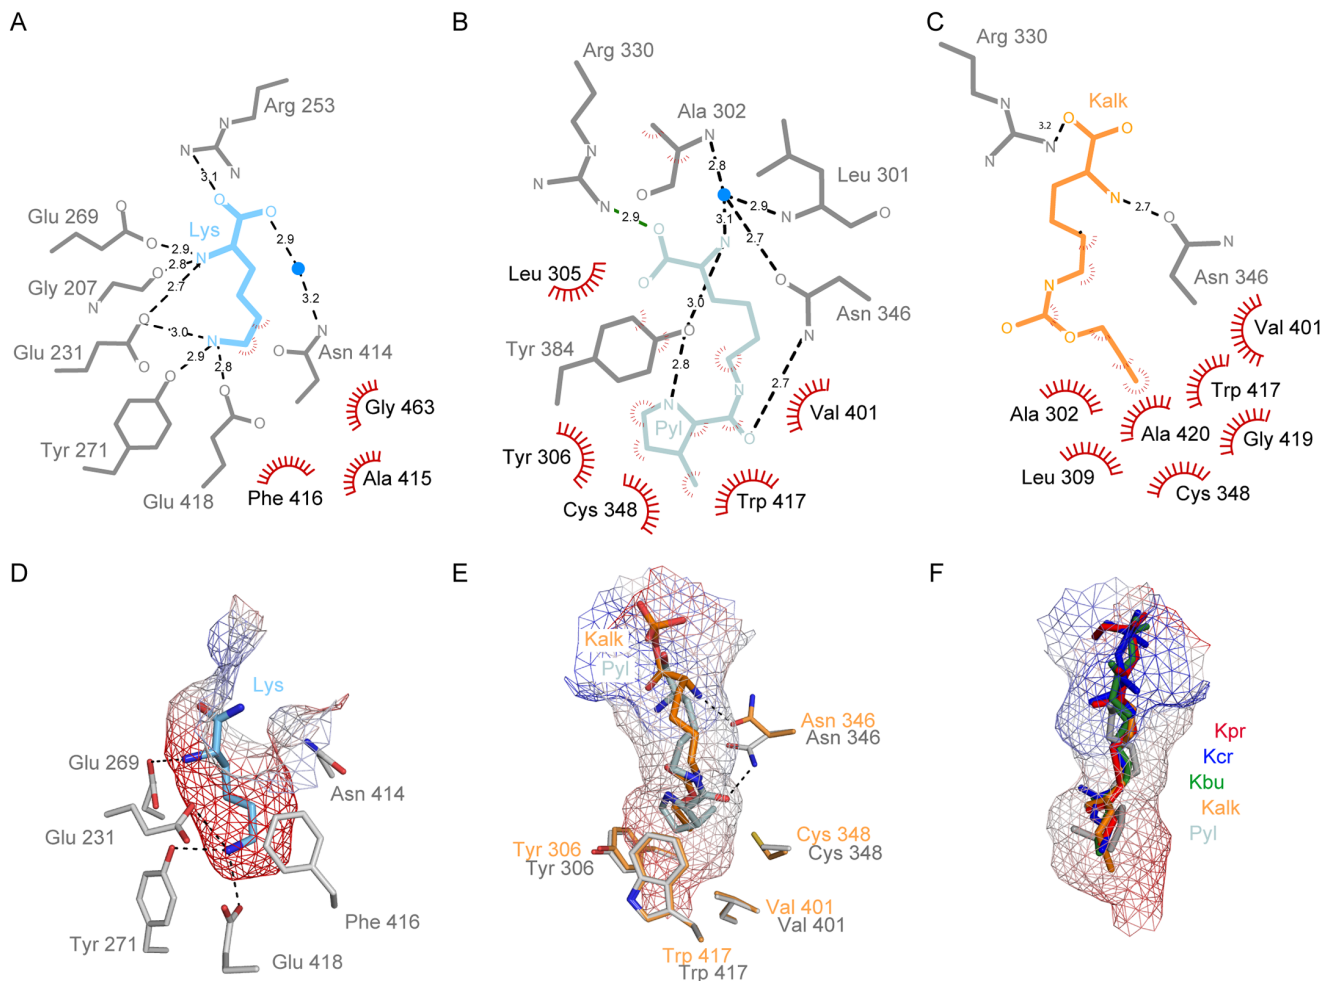 A
Arg 253
N
N
N
3.1
O
O
Lys
Glu 269
O
O
2.9
N
2.9
Gly 207
O
2.8
N
2.7
3.2
O
3.0
N
N
Glu 231
O
2.9
2.8
O
Asn 414
O
Gly 463
O
O
Tyr 271
Glu 418
Phe 416
Ala 415
B
Arg 330
Ala 302
N
N
2.8
Leu 301
N
N
O
2.9
N
O
2.9
3.1
O
N
2.7
Leu 305
O
O
3.0
Asn 346
O
N
Tyr 384
2.8
2.7
N
N
Val 401
Pyl
O
Tyr 306
Cys 348
Trp 417
C
Arg 330
Kalk
N
3.2
O
O
N
N
N
2.7
O
N
N
Asn 346
O
O
Val 401
Trp 417
Ala 302
Ala 420
Gly 419
Leu 309
Cys 348
D
Lys
Glu 269
Asn 414
Glu 231
Phe 416
Tyr 271
Glu 418
E
Kalk
Pyl
Asn 346
Asn 346
Tyr 306
Tyr 306
Cys 348
Cys 348
Val 401
Val 401
Trp 417
Trp 417
F
Kpr
Kcr
Kbu
Kalk
Pyl